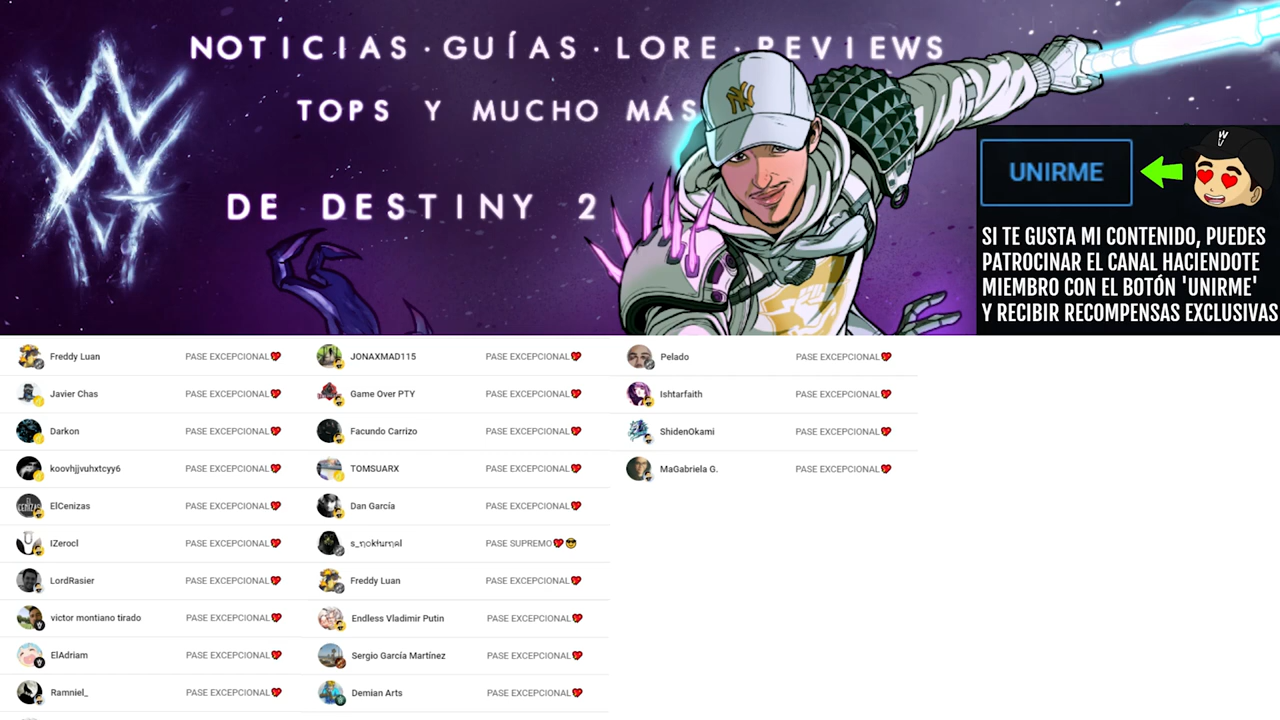 NOTICIAS · GUÍAS · LORE · REVIEWS
TOPS Y MUCHO MÁS
DE DESTINY 2
NY
UNIRME
SI TE GUSTA MI CONTENIDO, PUEDES
PATROCINAR EL CANAL HACIENDOTE
MIEMBRO CON EL BOTÓN 'UNIRME'
Y RECIBIR RECOMPENSAS EXCLUSIVAS
Freddy Luan PASE EXCEPCIONAL
Javier Chas PASE EXCEPCIONAL
Darkon PASE EXCEPCIONAL
koovhjjvuhxtcyy6 PASE EXCEPCIONAL
ElCenizas PASE EXCEPCIONAL
IZerocl PASE EXCEPCIONAL
LordRasier PASE EXCEPCIONAL
victor montiano tirado PASE EXCEPCIONAL
ElAdriam PASE EXCEPCIONAL
Ramniel_ PASE EXCEPCIONAL
JONAXMAD115 PASE EXCEPCIONAL
Game Over PTY PASE EXCEPCIONAL
Facundo Carrizo PASE EXCEPCIONAL
TOMSUARX PASE EXCEPCIONAL
Dan García PASE EXCEPCIONAL
PASE SUPREMO
Freddy Luan PASE EXCEPCIONAL
Endless Vladimir Putin PASE EXCEPCIONAL
Sergio García Martínez PASE EXCEPCIONAL
Demian Arts PASE EXCEPCIONAL
Pelado PASE EXCEPCIONAL
Ishtarfaith PASE EXCEPCIONAL
ShidenOkami PASE EXCEPCIONAL
MaGabriela G. PASE EXCEPCIONAL